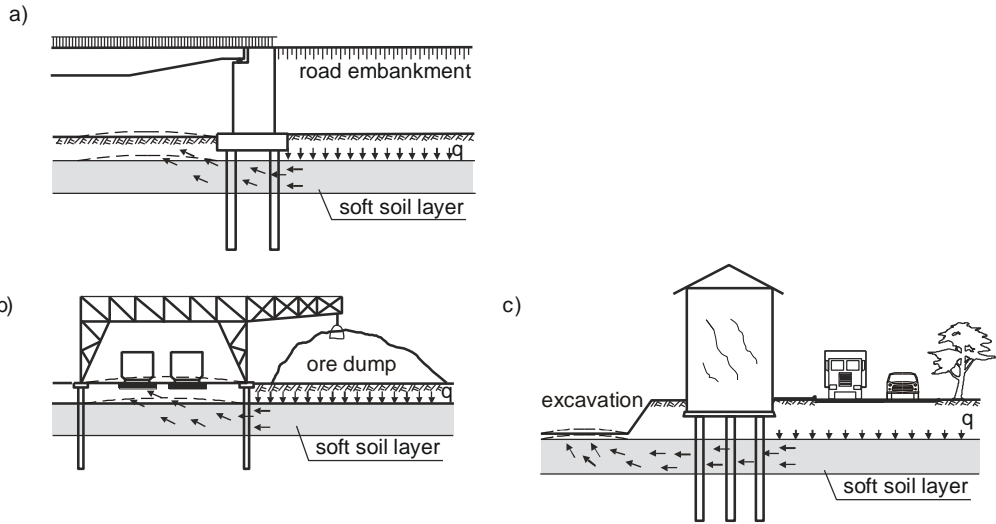 a)
road embankment
q
soft soil layer
b)
ore dump
q
soft soil layer
c)
excavation
q
soft soil layer